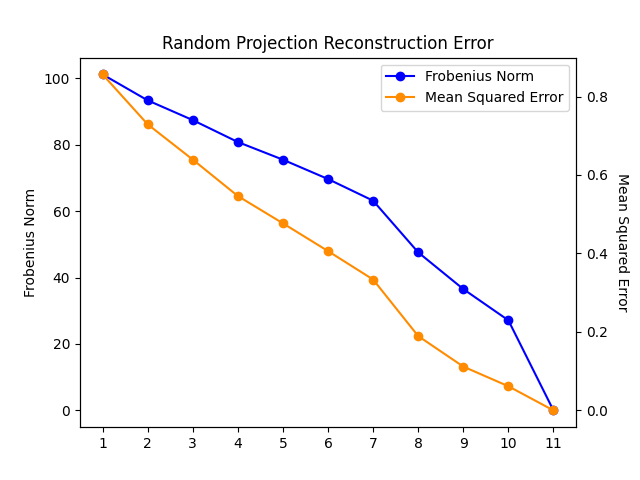 Random Projection Reconstruction Error
Frobenius Norm
Mean Squared Error
100
80
60
40
20
0
Frobenius Norm
0.8
0.6
0.4
0.2
0.0
Mean Squared Error
1 2 3 4 5 6 7 8 9 10 11